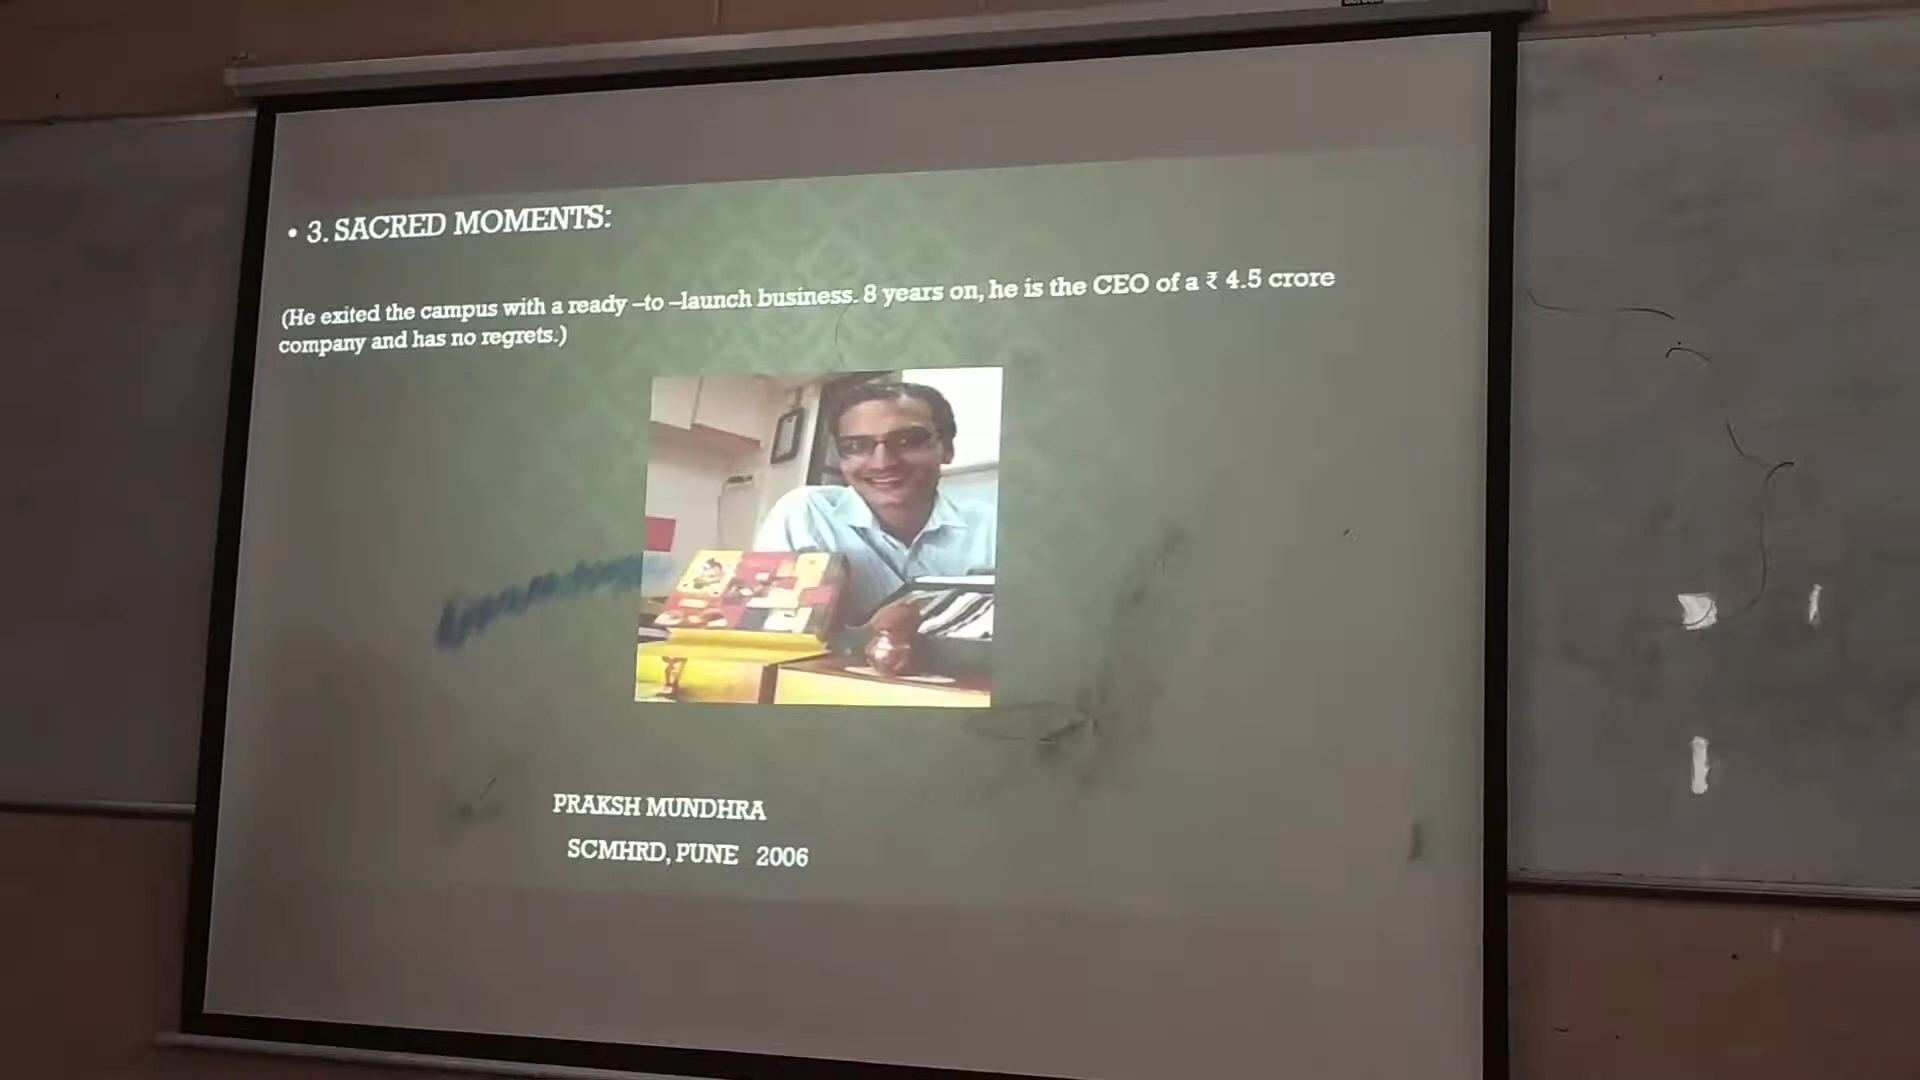 • 3. SACRED MOMENTS:
(He exited the campus with a ready –to –launch business. 8 years on, he is the CEO of a ₹ 4.5 crore
company and has no regrets.)
PRAKSH MUNDHRA
SCMHRD, PUNE 2006